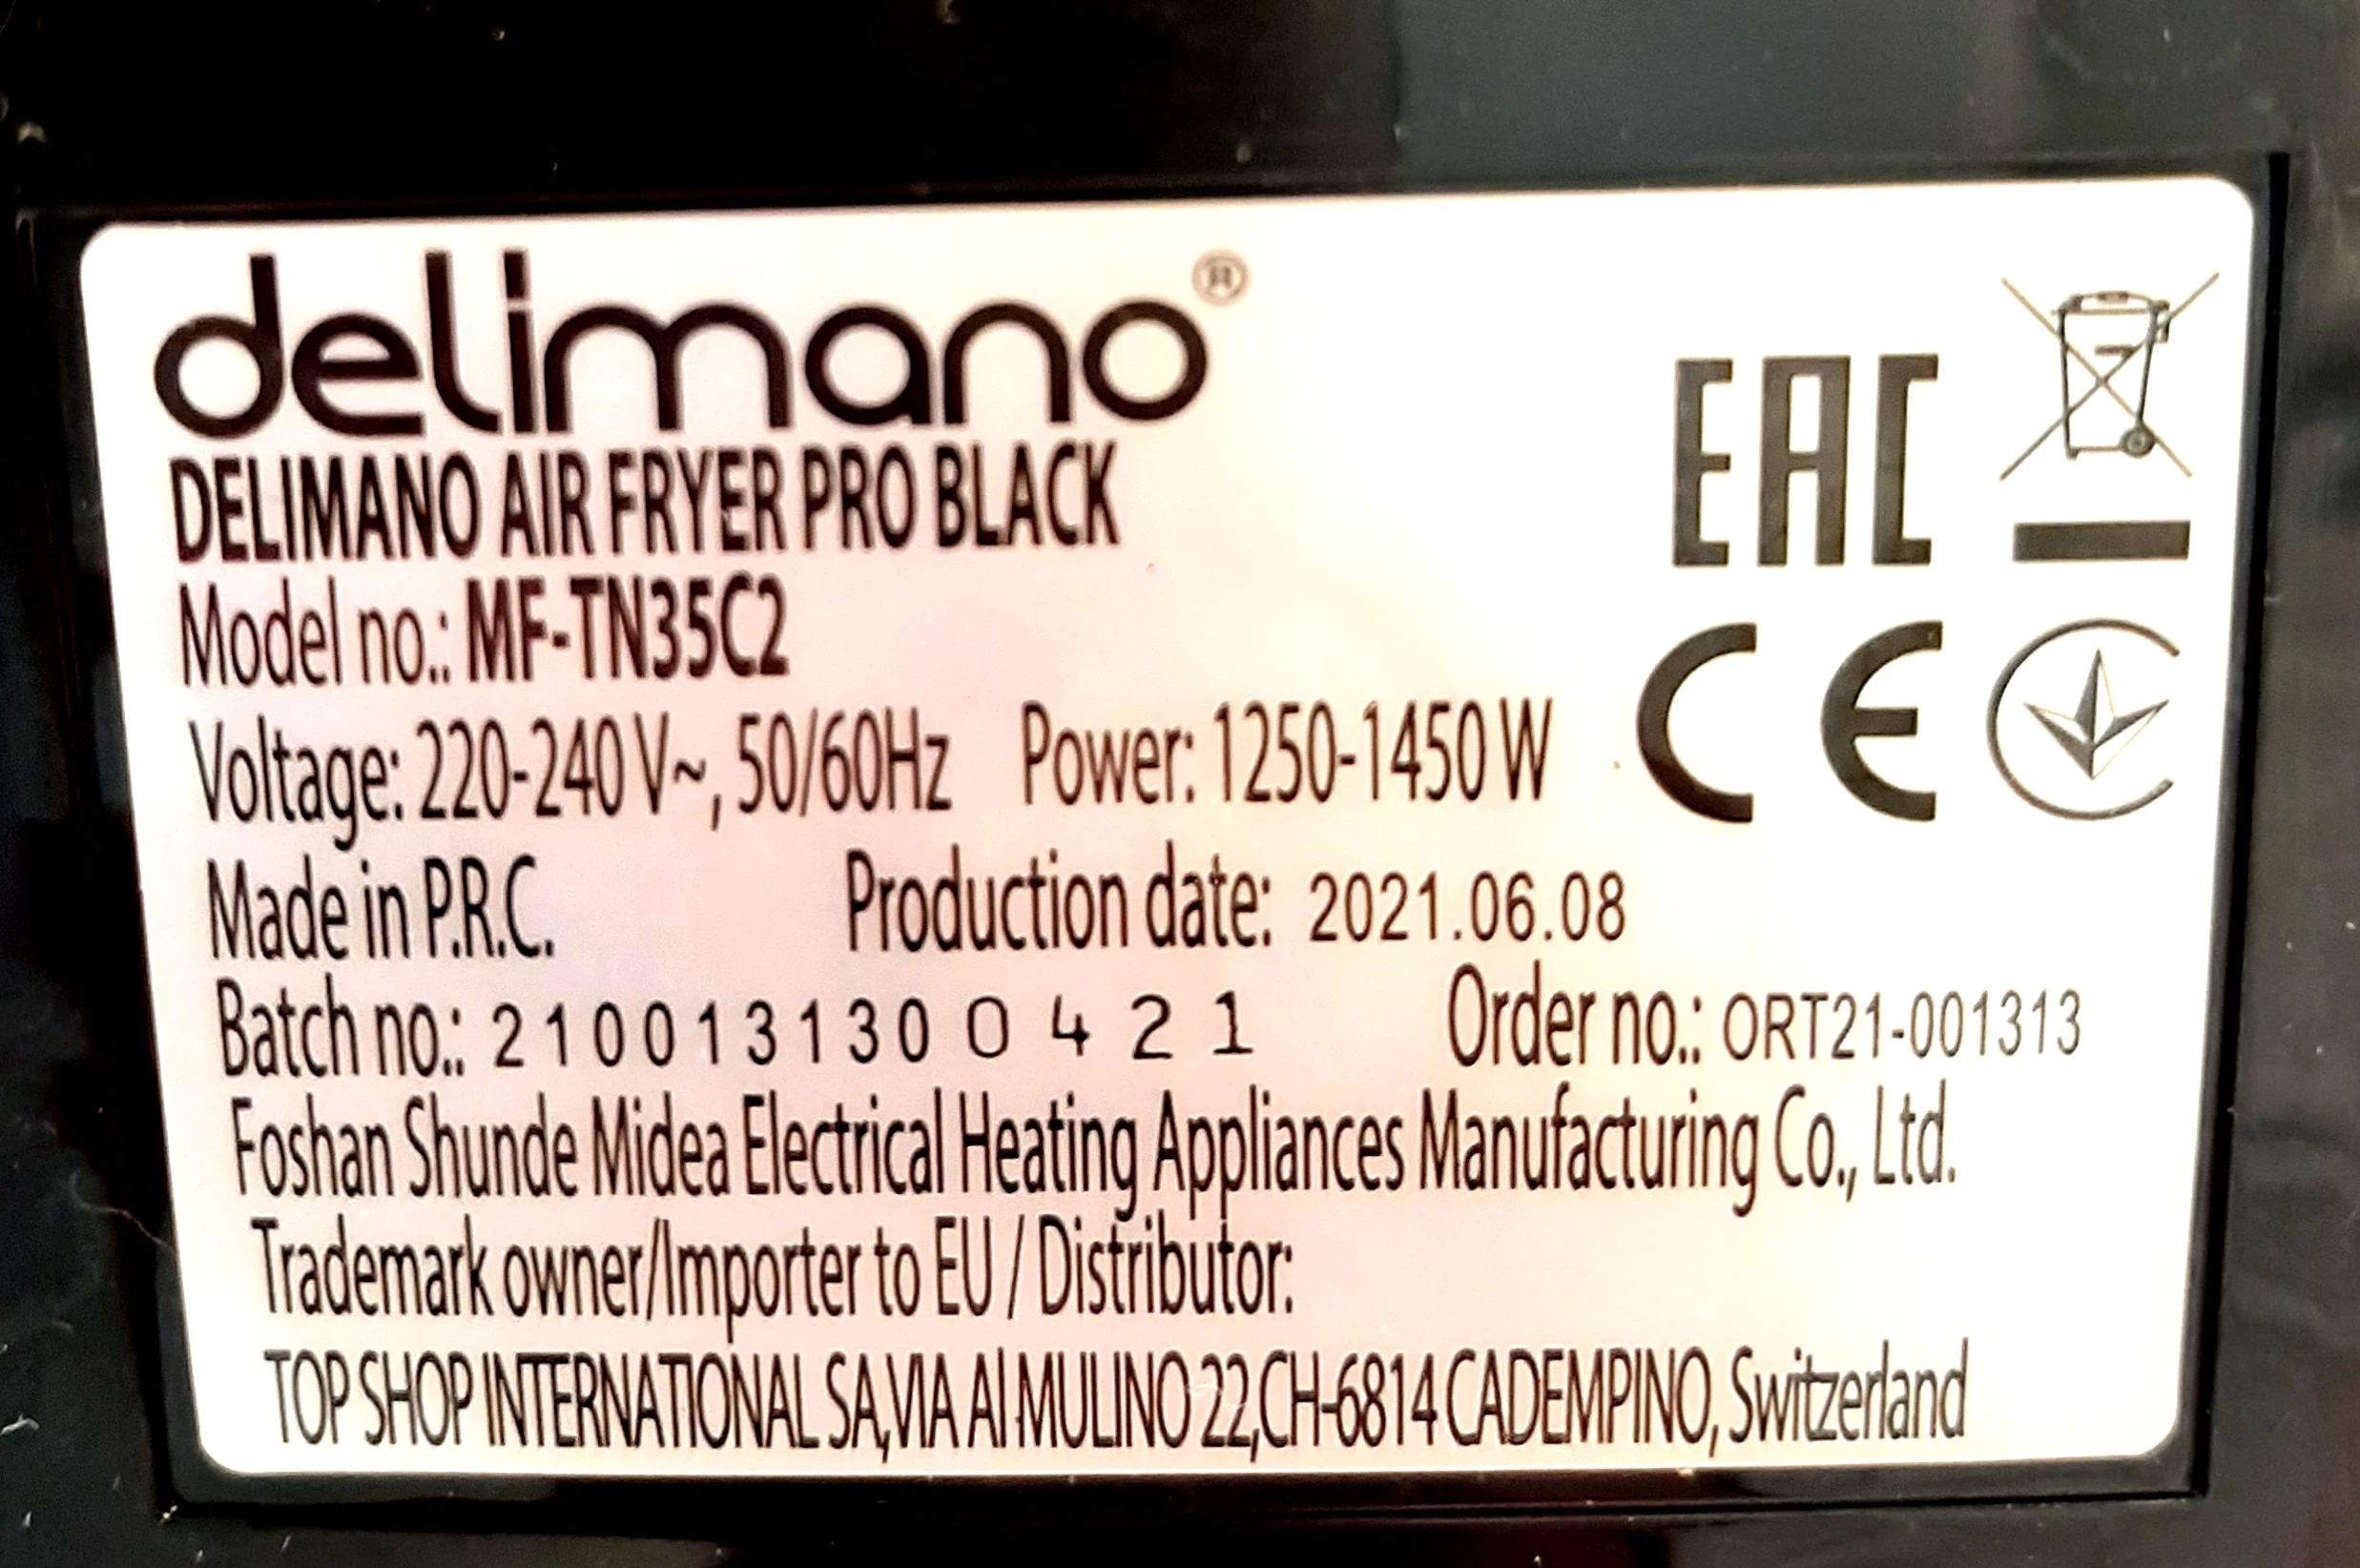 delimano®
DELIMANO AIR FRYER PRO BLACK
Model no.: MF-TN35C2
EAC
Voltage: 220-240 V~, 50/60Hz Power: 1250-1450 W
CE
Made in P.R.C. Production date: 2021.06.08
Batch no.: 2100131300421 Order no.: ORT21-001313
Foshan Shunde Midea Electrical Heating Appliances Manufacturing Co., Ltd.
Trademark owner/Importer to EU / Distributor:
TOP SHOP INTERNATIONAL SA,VIA Al MULINO 22,CH-6814 CADEMPINO, Switzerland